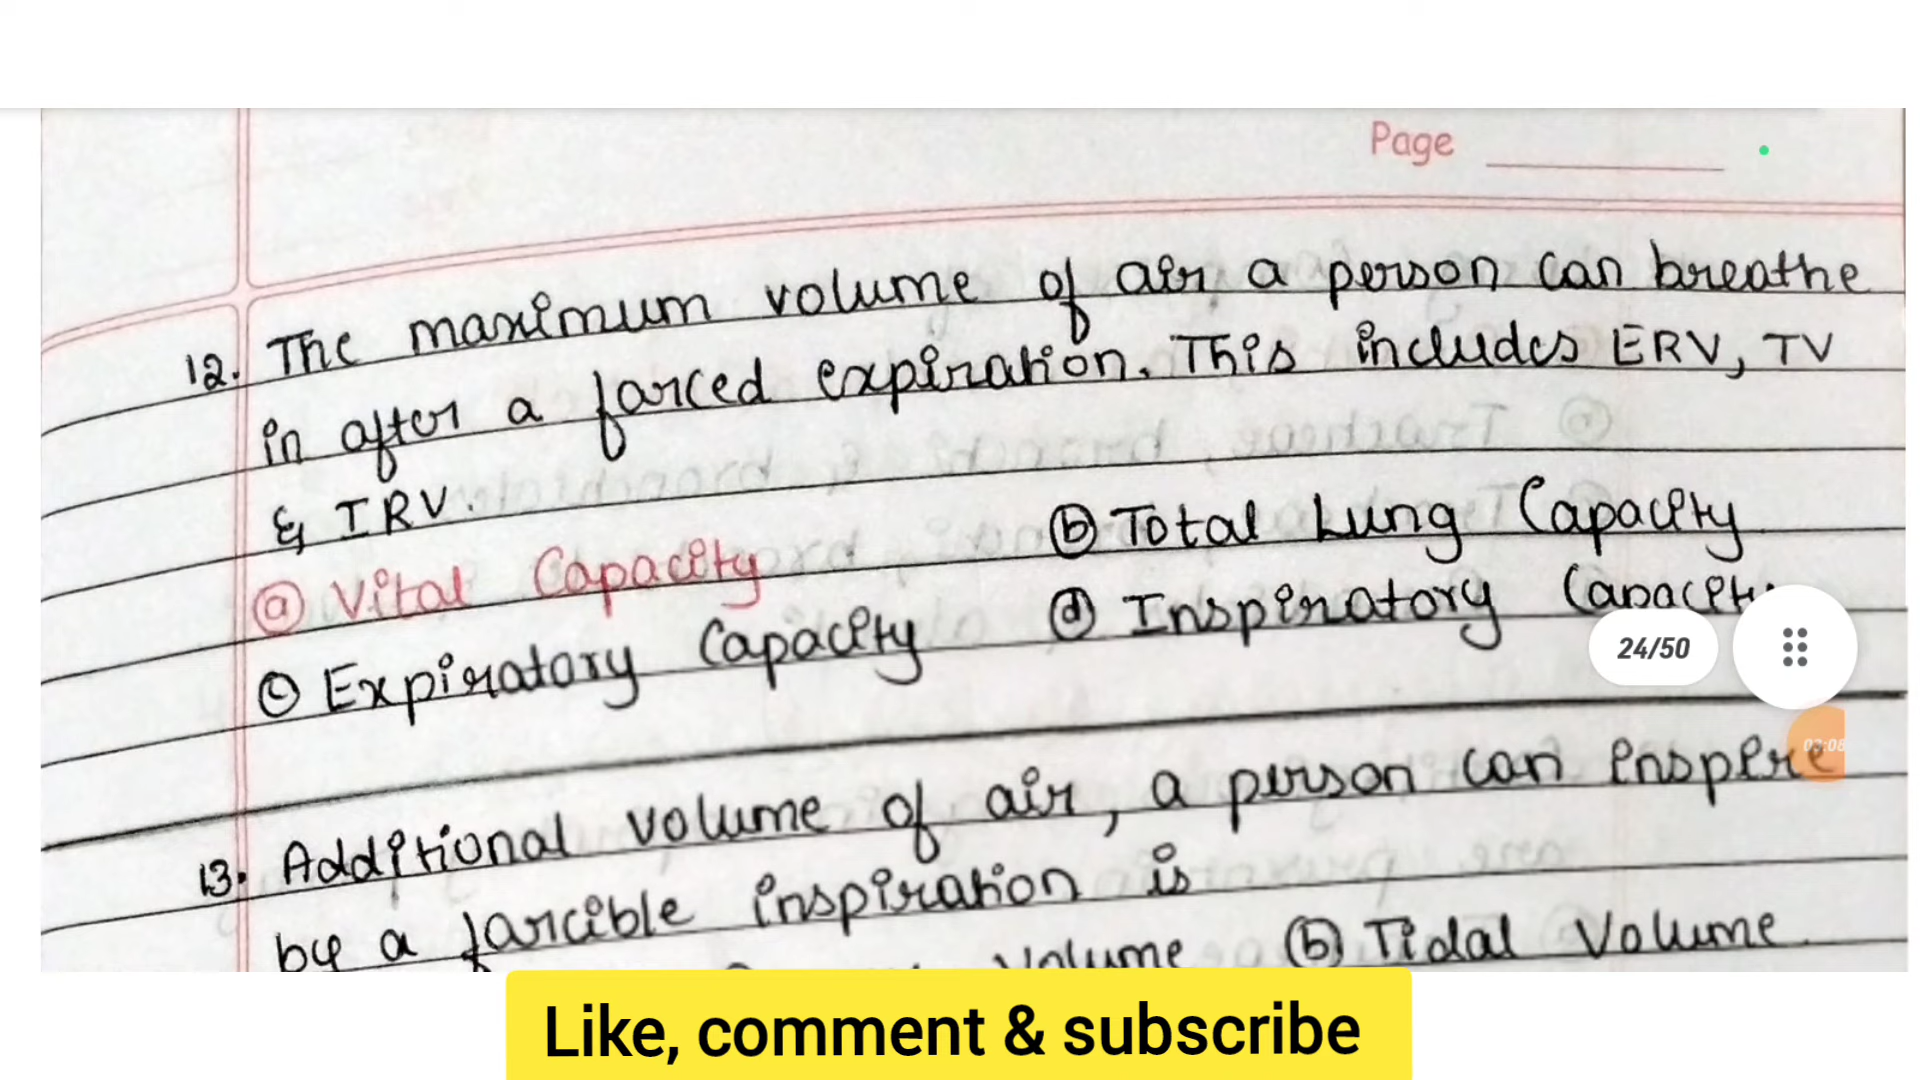 Page
12. The maximum volume of air a person can breathe
in after a forced expiration. This includes ERV, TV
& IRV.
ⓐ Vital Capacity ⓑ Total Lung Capacity
ⓒ Expiratory Capacity ⓓ Inspiratory Capacity
24/50
13. Additional volume of air, a person can inspire
by a forcible inspiration is
Volume ⓑ Tidal Volume
Like, comment & subscribe